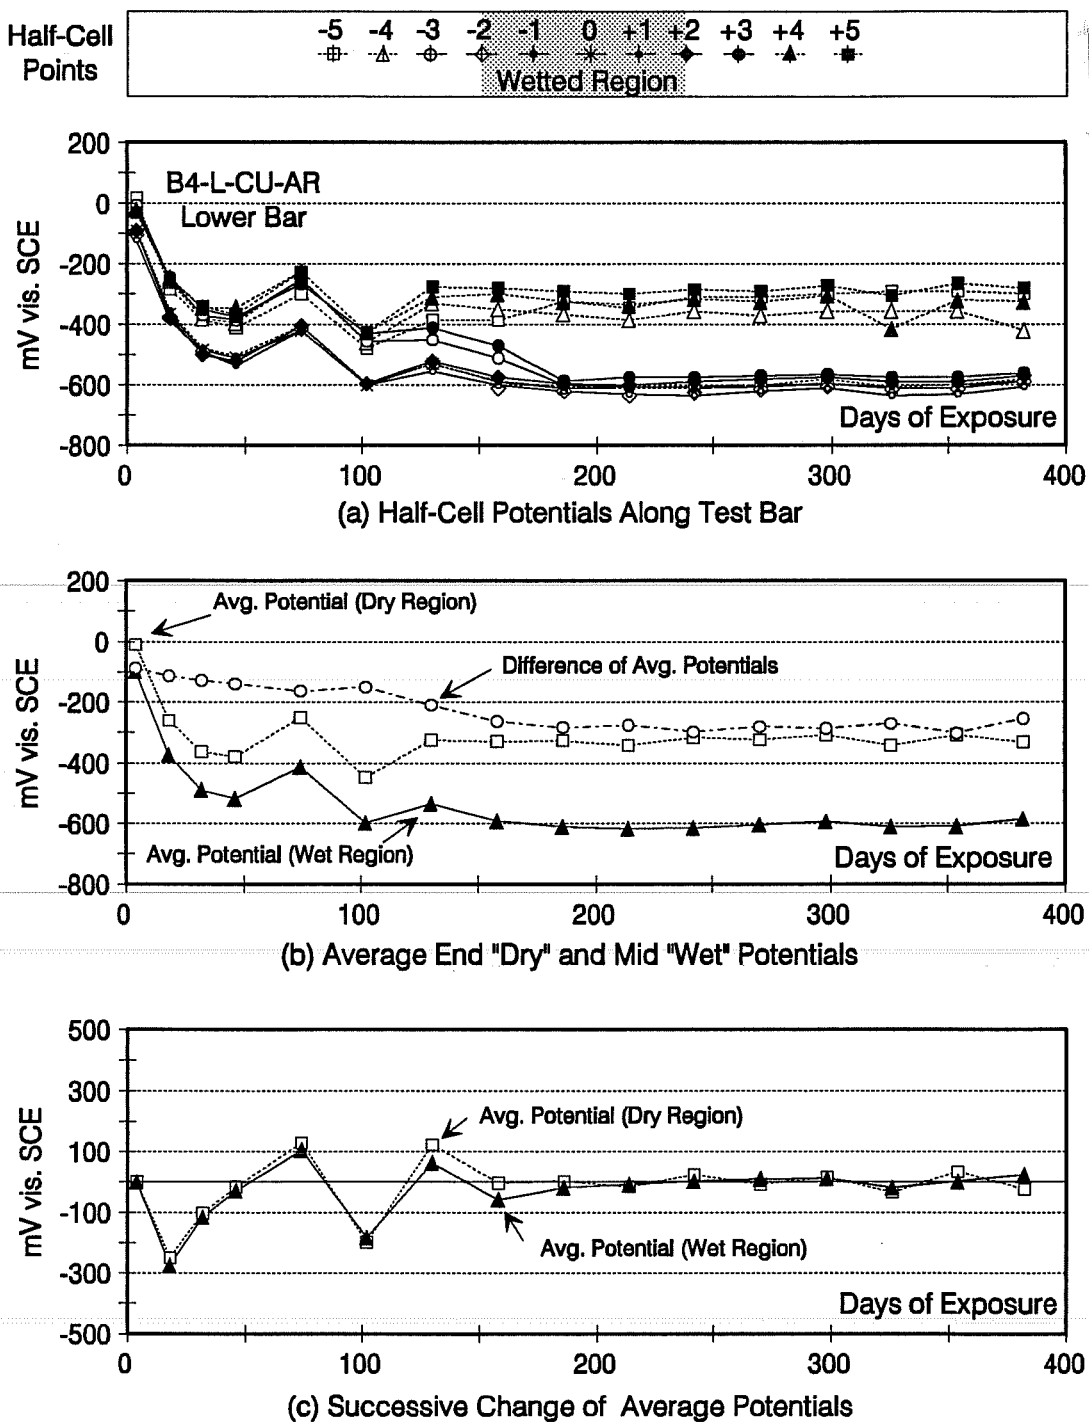 Half-Cell
Points
-5 -4 -3 -2 -1 0 +1 +2 +3 +4 +5
Wetted Region
200
0
-200
-400
-600
-800
mV vis. SCE
B4-L-CU-AR
Lower Bar
Days of Exposure
0 100 200 300 400
(a) Half-Cell Potentials Along Test Bar
200
0
-200
-400
-600
-800
mV vis. SCE
Avg. Potential (Dry Region)
Difference of Avg. Potentials
Avg. Potential (Wet Region)
Days of Exposure
0 100 200 300 400
(b) Average End "Dry" and Mid "Wet" Potentials
500
300
100
-100
-300
-500
mV vis. SCE
Avg. Potential (Dry Region)
Avg. Potential (Wet Region)
Days of Exposure
0 100 200 300 400
(c) Successive Change of Average Potentials